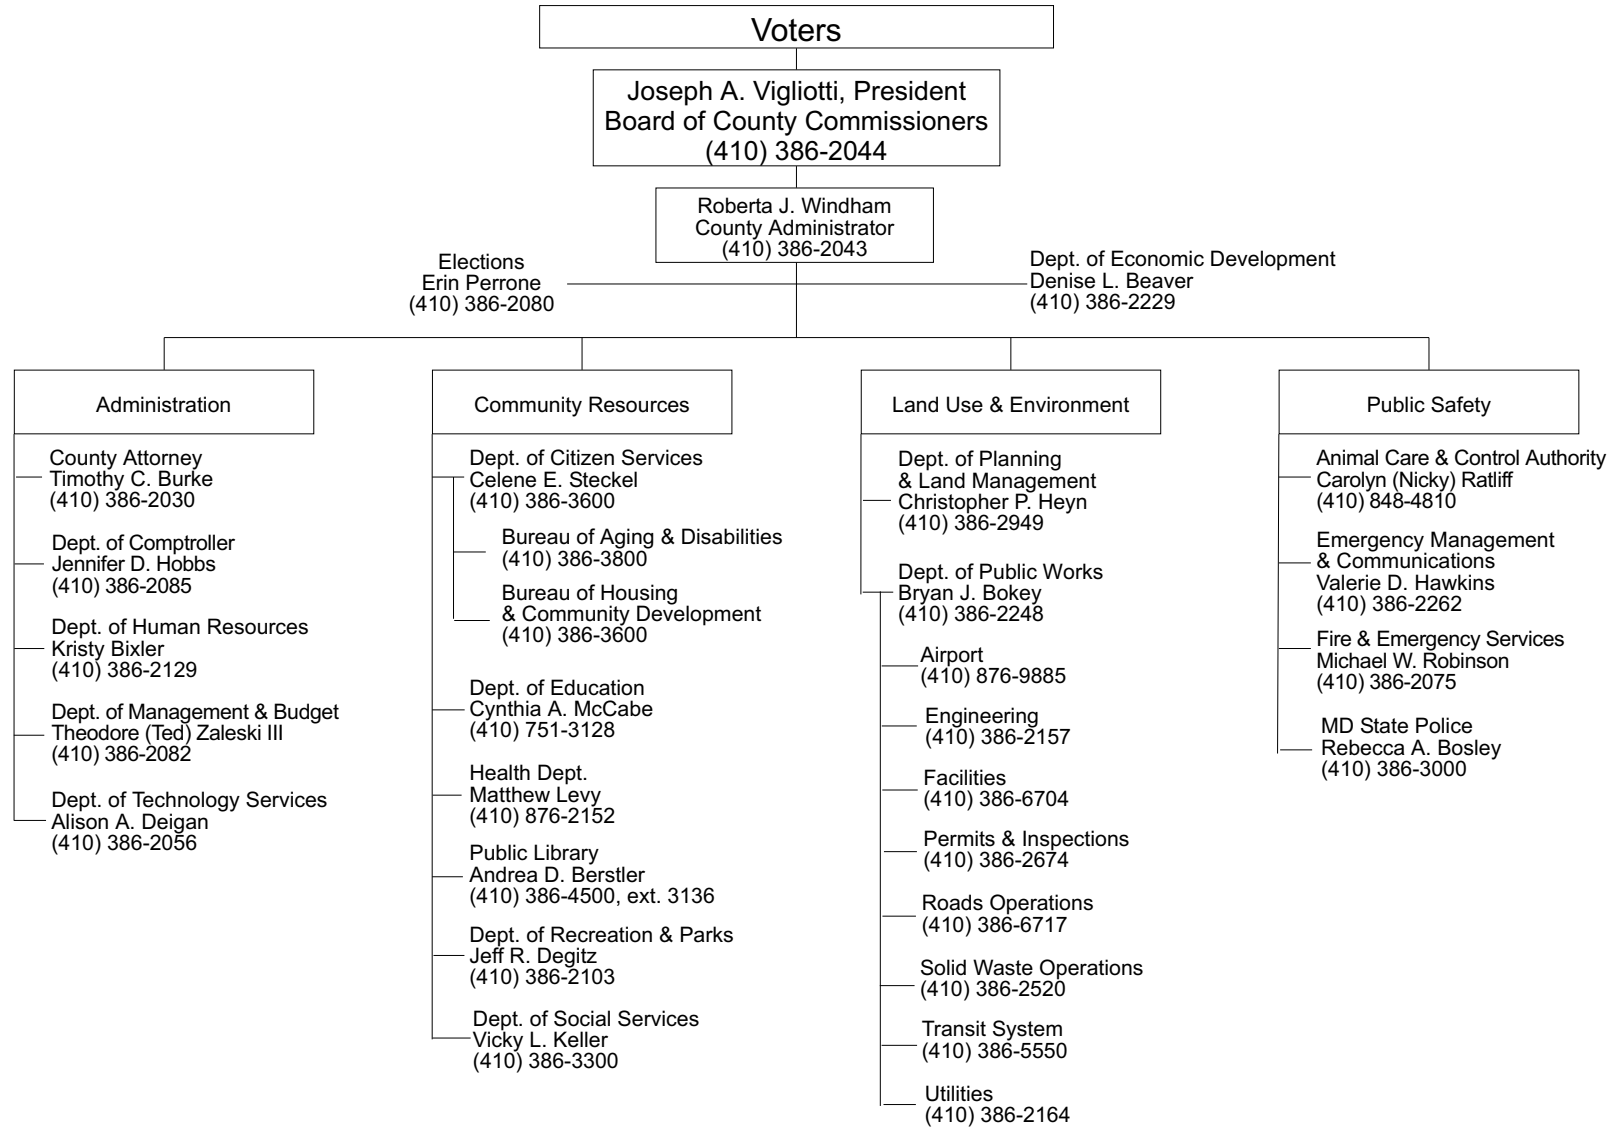 Voters
Joseph A. Vigliotti, President
Board of County Commissioners
(410) 386-2044
Roberta J. Windham
County Administrator
(410) 386-2043
Elections
Erin Perrone
(410) 386-2080
Dept. of Economic Development
Denise L. Beaver
(410) 386-2229
Administration
County Attorney
Timothy C. Burke
(410) 386-2030
Dept. of Comptroller
Jennifer D. Hobbs
(410) 386-2085
Dept. of Human Resources
Kristy Bixler
(410) 386-2129
Dept. of Management & Budget
Theodore (Ted) Zaleski III
(410) 386-2082
Dept. of Technology Services
Alison A. Deigan
(410) 386-2056
Community Resources
Dept. of Citizen Services
Celene E. Steckel
(410) 386-3600
Bureau of Aging & Disabilities
(410) 386-3800
Bureau of Housing
& Community Development
(410) 386-3600
Dept. of Education
Cynthia A. McCabe
(410) 751-3128
Health Dept.
Matthew Levy
(410) 876-2152
Public Library
Andrea D. Berstler
(410) 386-4500, ext. 3136
Dept. of Recreation & Parks
Jeff R. Degitz
(410) 386-2103
Dept. of Social Services
Vicky L. Keller
(410) 386-3300
Land Use & Environment
Dept. of Planning
& Land Management
Christopher P. Heyn
(410) 386-2949
Dept. of Public Works
Bryan J. Bokey
(410) 386-2248
Airport
(410) 876-9885
Engineering
(410) 386-2157
Facilities
(410) 386-6704
Permits & Inspections
(410) 386-2674
Roads Operations
(410) 386-6717
Solid Waste Operations
(410) 386-2520
Transit System
(410) 386-5550
Utilities
(410) 386-2164
Public Safety
Animal Care & Control Authority
Carolyn (Nicky) Ratliff
(410) 848-4810
Emergency Management
& Communications
Valerie D. Hawkins
(410) 386-2262
Fire & Emergency Services
Michael W. Robinson
(410) 386-2075
MD State Police
Rebecca A. Bosley
(410) 386-3000